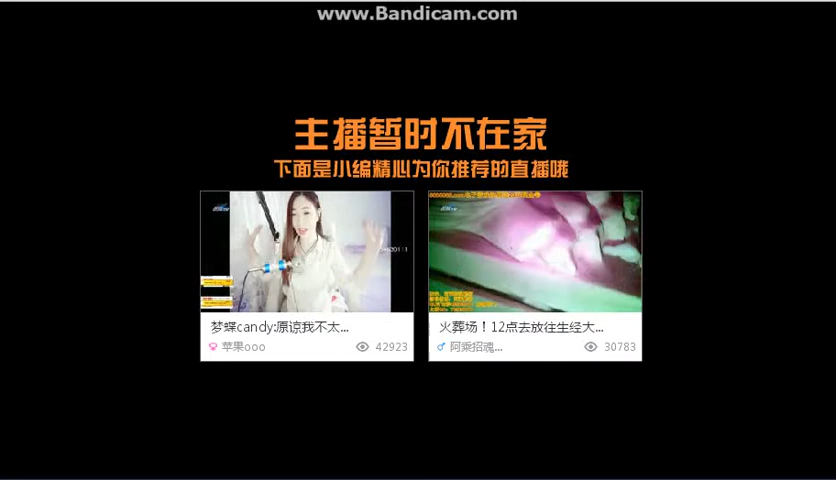 www.Bandicam.com
主播暂时不在家
下面是小编精心为你推荐的直播哦
梦蝶candy:原谅我不太...
苹果ooo
42923
火葬场！12点去放往生经大...
阿乘招魂...
30783